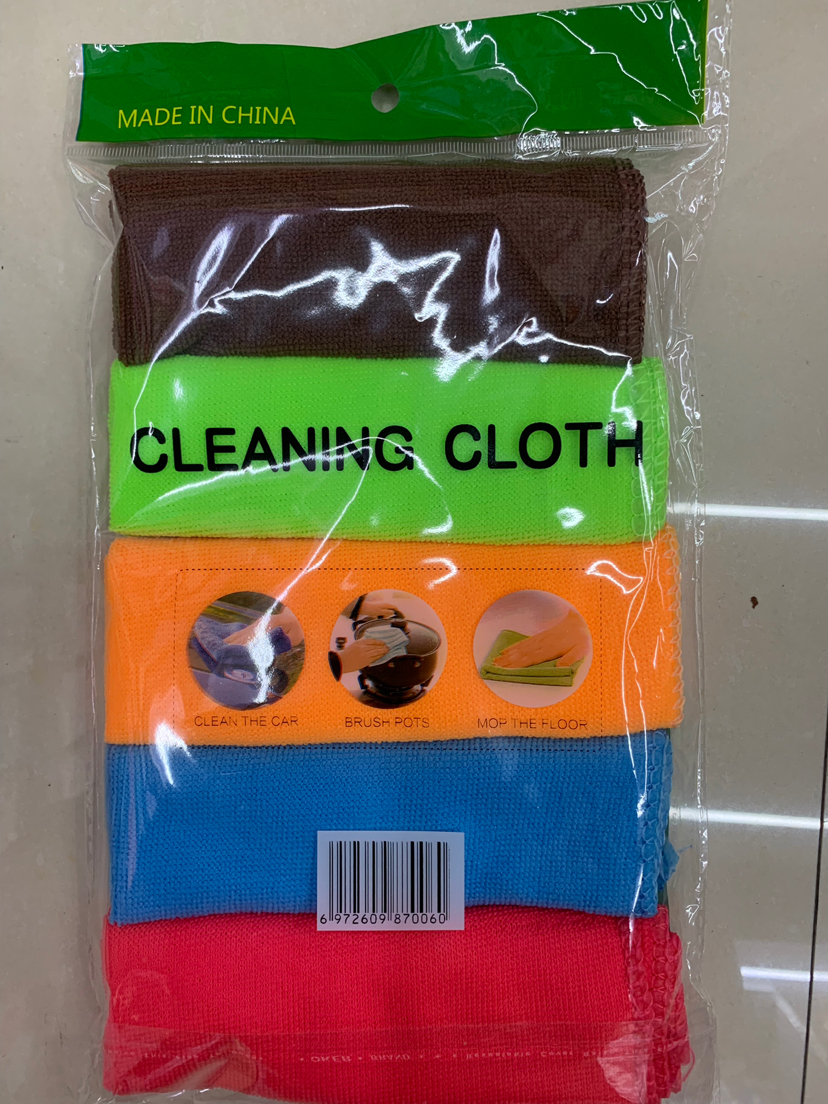 MADE IN CHINA
CLEANING CLOTH
CLEAN THE CAR
BRUSH POTS
MOP THE FLOOR
6 972609 870060